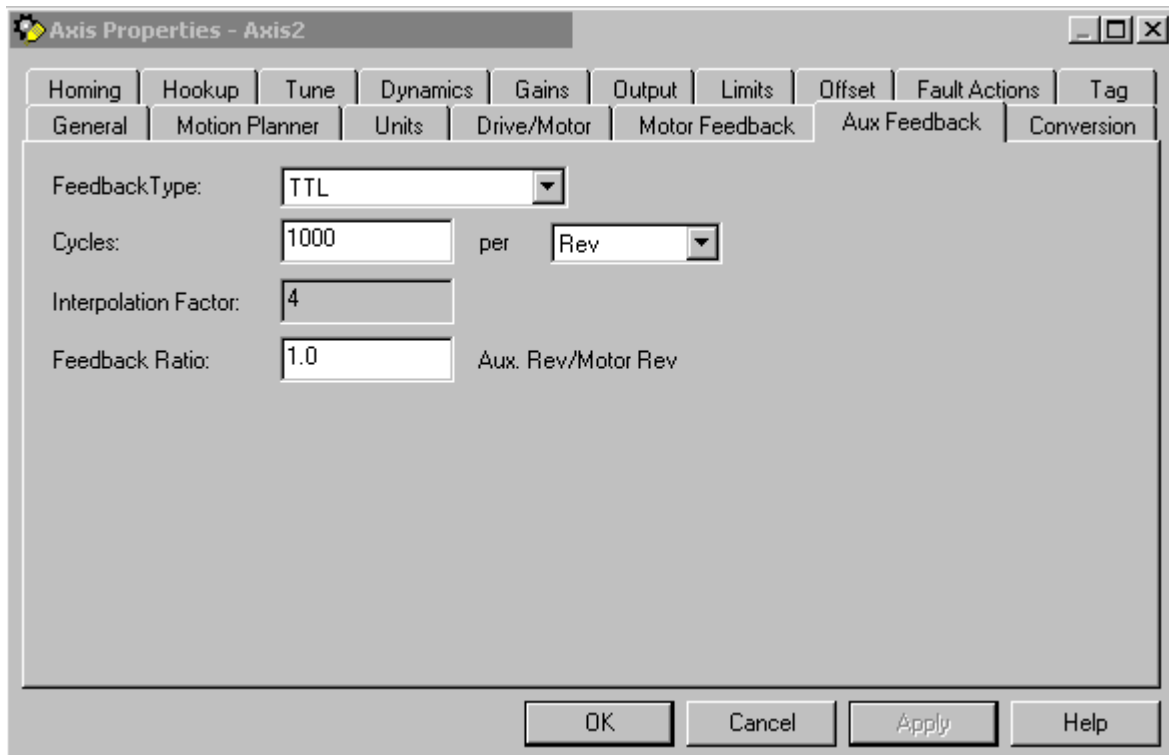 Axis Properties - Axis2
Homing Hookup Tune Dynamics Gains Output Limits Offset Fault Actions Tag
General Motion Planner Units Drive/Motor Motor Feedback Aux Feedback Conversion
FeedbackType: TTL
Cycles: 1000 per Rev
Interpolation Factor: 4
Feedback Ratio: 1.0 Aux. Rev/Motor Rev
OK Cancel Apply Help